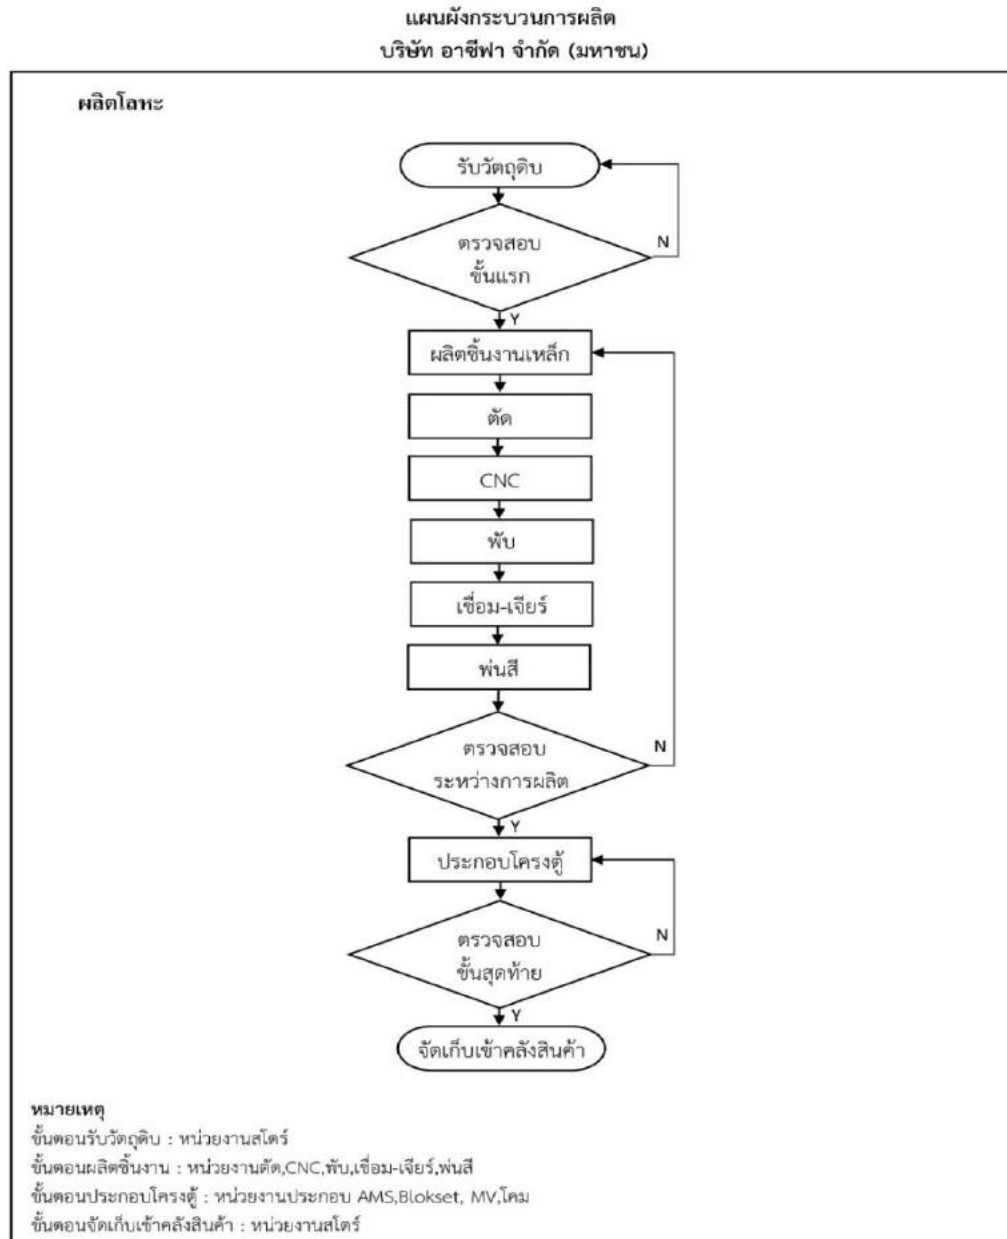 แผนผังกระบวนการผลิต
บริษัท อาซีฟา จำกัด (มหาชน)
ผลิตโลหะ
รับวัตถุดิบ
ตรวจสอบ
ขั้นแรก
N
Y
ผลิตชิ้นงานเหล็ก
ตัด
CNC
พับ
เชื่อม-เจียร์
พ่นสี
ตรวจสอบ
ระหว่างการผลิต
N
Y
ประกอบโครงตู้
ตรวจสอบ
ขั้นสุดท้าย
N
Y
จัดเก็บเข้าคลังสินค้า
หมายเหตุ
ขั้นตอนรับวัตถุดิบ : หน่วยงานสโตร์
ขั้นตอนผลิตชิ้นงาน : หน่วยงานตัด,CNC,พับ,เชื่อม-เจียร์,พ่นสี
ขั้นตอนประกอบโครงตู้ : หน่วยงานประกอบ AMS,Blokset, MV,โคม
ขั้นตอนจัดเก็บเข้าคลังสินค้า : หน่วยงานสโตร์